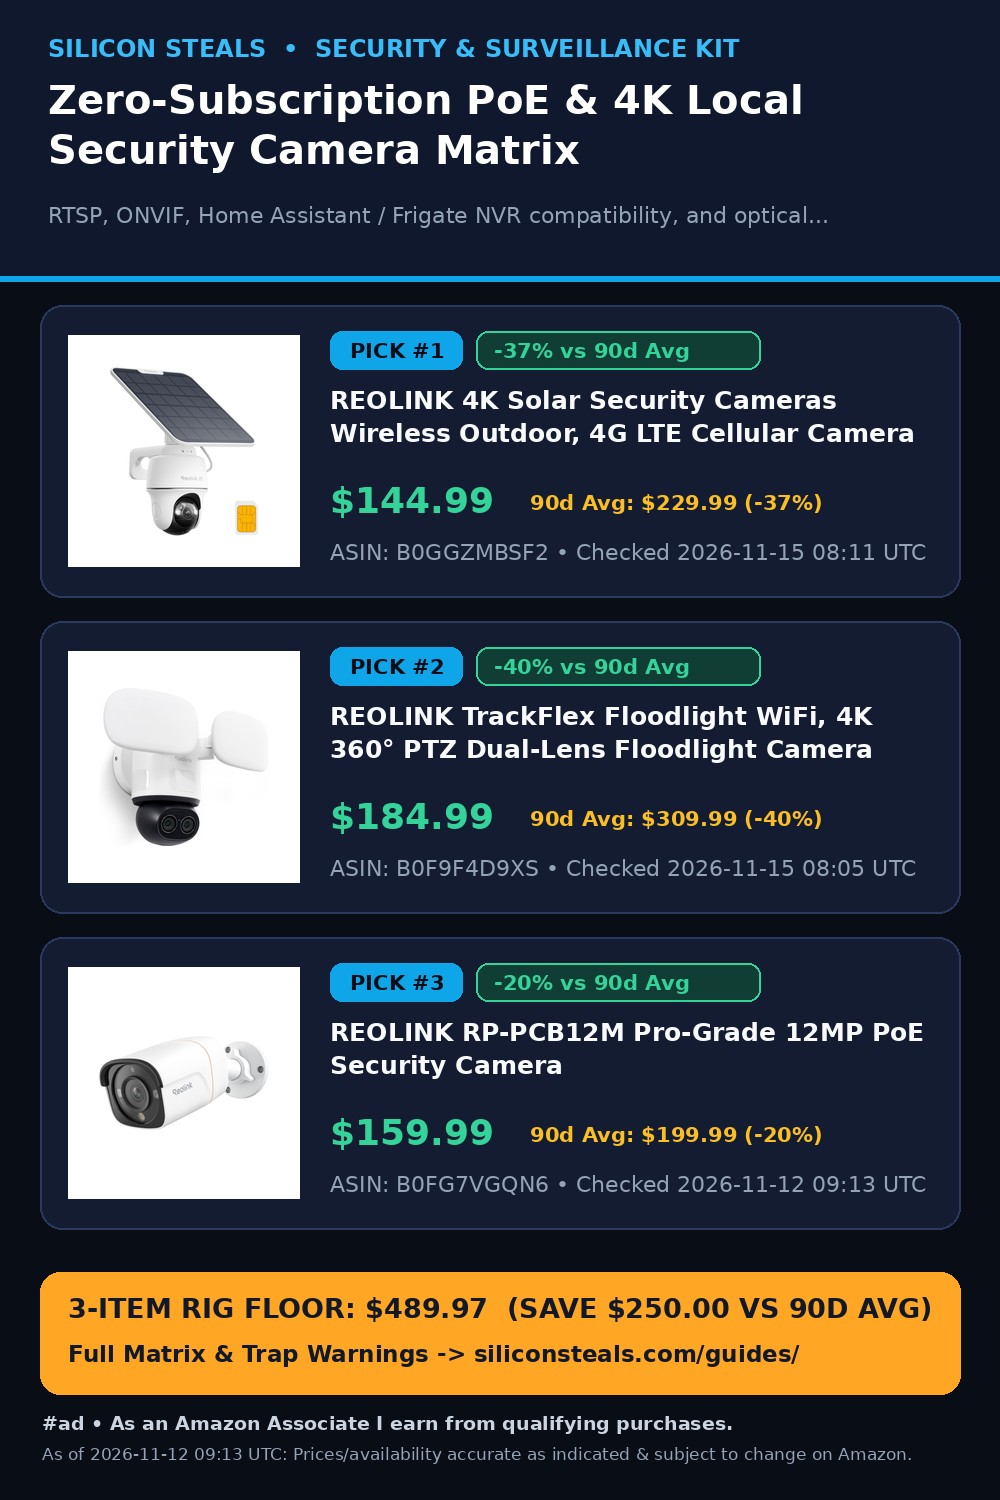 SILICON STEALS • SECURITY & SURVEILLANCE KIT
Zero-Subscription PoE & 4K Local
Security Camera Matrix
RTSP, ONVIF, Home Assistant / Frigate NVR compatibility, and optical...
PICK #1
-37% vs 90d Avg
REOLINK 4K Solar Security Cameras
Wireless Outdoor, 4G LTE Cellular Camera
$144.99
90d Avg: $229.99 (-37%)
ASIN: B0GGZMBSF2 • Checked 2026-11-15 08:11 UTC
PICK #2
-40% vs 90d Avg
REOLINK TrackFlex Floodlight WiFi, 4K
360° PTZ Dual-Lens Floodlight Camera
$184.99
90d Avg: $309.99 (-40%)
ASIN: B0F9F4D9XS • Checked 2026-11-15 08:05 UTC
PICK #3
-20% vs 90d Avg
REOLINK RP-PCB12M Pro-Grade 12MP PoE
Security Camera
Reolink
$159.99
90d Avg: $199.99 (-20%)
ASIN: B0FG7VGQN6 • Checked 2026-11-12 09:13 UTC
3-ITEM RIG FLOOR: $489.97 (SAVE $250.00 VS 90D AVG)
Full Matrix & Trap Warnings -> siliconsteals.com/guides/
#ad • As an Amazon Associate I earn from qualifying purchases.
As of 2026-11-12 09:13 UTC: Prices/availability accurate as indicated & subject to change on Amazon.